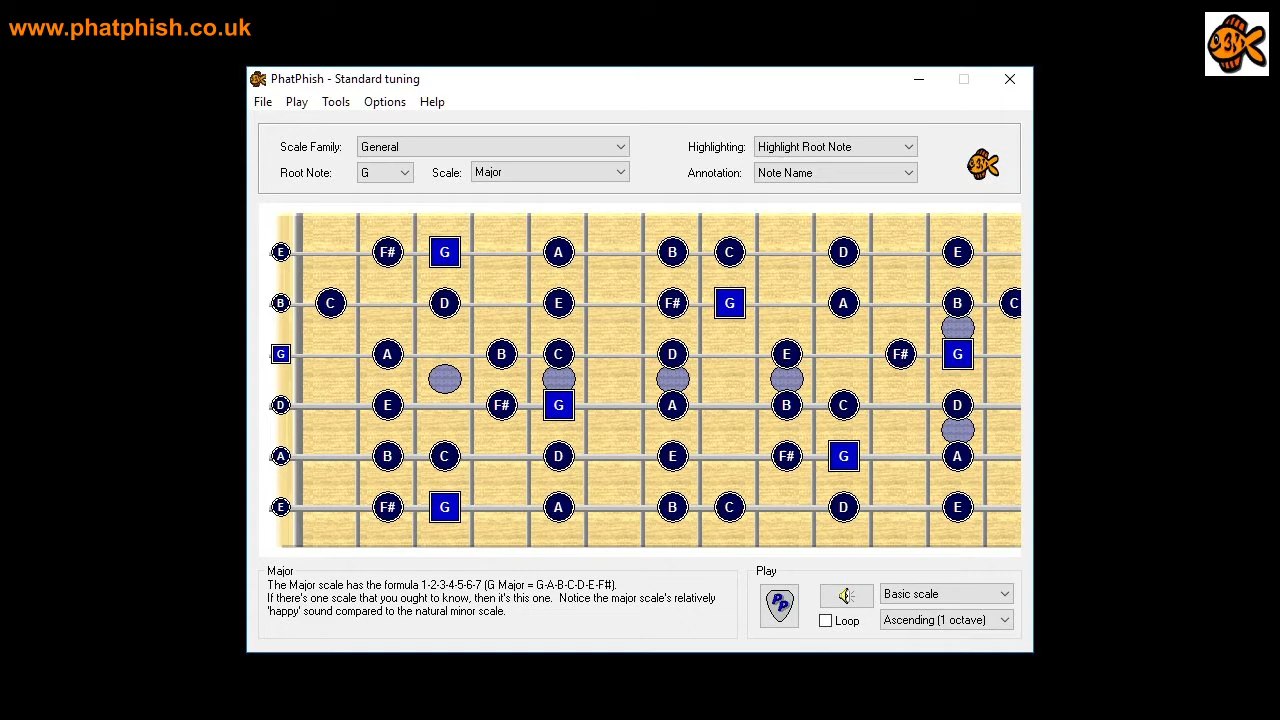 www.phatphish.co.uk
PhatPhish - Standard tuning
File Play Tools Options Help
Scale Family: General Highlighting: Highlight Root Note
Root Note: G Scale: Major Annotation: Note Name
E F# G A B C D E
B C D E F# G A B C
G A B C D E F# G
D E F# G A B C D
A B C D E F# G A
E F# G A B C D E
Major
The Major scale has the formula 1-2-3-4-5-6-7 (G Major = G-A-B-C-D-E-F#).
If there's one scale that you ought to know, then it's this one. Notice the major scale's relatively
'happy' sound compared to the natural minor scale.
Play
PP
Basic scale
Loop Ascending (1 octave)